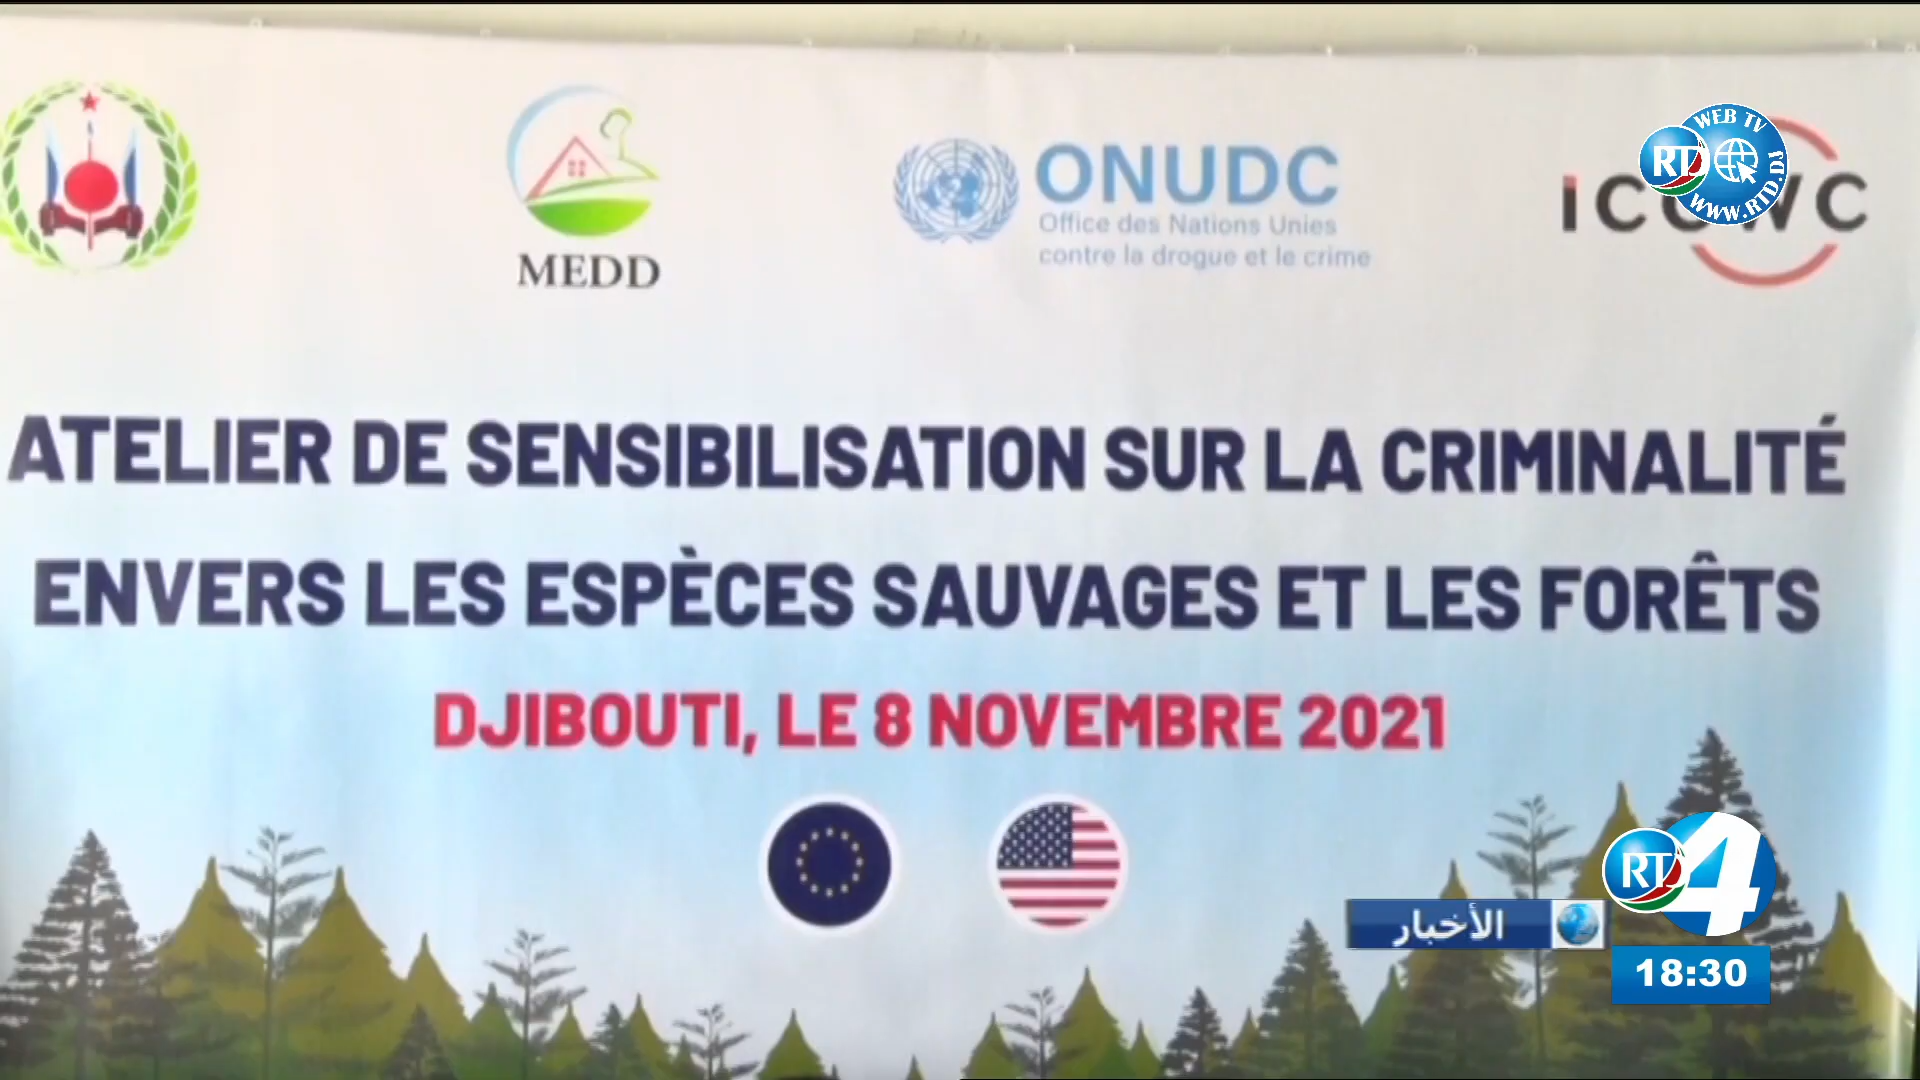 WEB TV
RTD
WWW.RTD.DJ
MEDD
ONUDC
Office des Nations Unies
contre la drogue et le crime
ICCWC
ATELIER DE SENSIBILISATION SUR LA CRIMINALITÉ
ENVERS LES ESPÈCES SAUVAGES ET LES FORÊTS
DJIBOUTI, LE 8 NOVEMBRE 2021
RTD 4
الأخبار
18:30